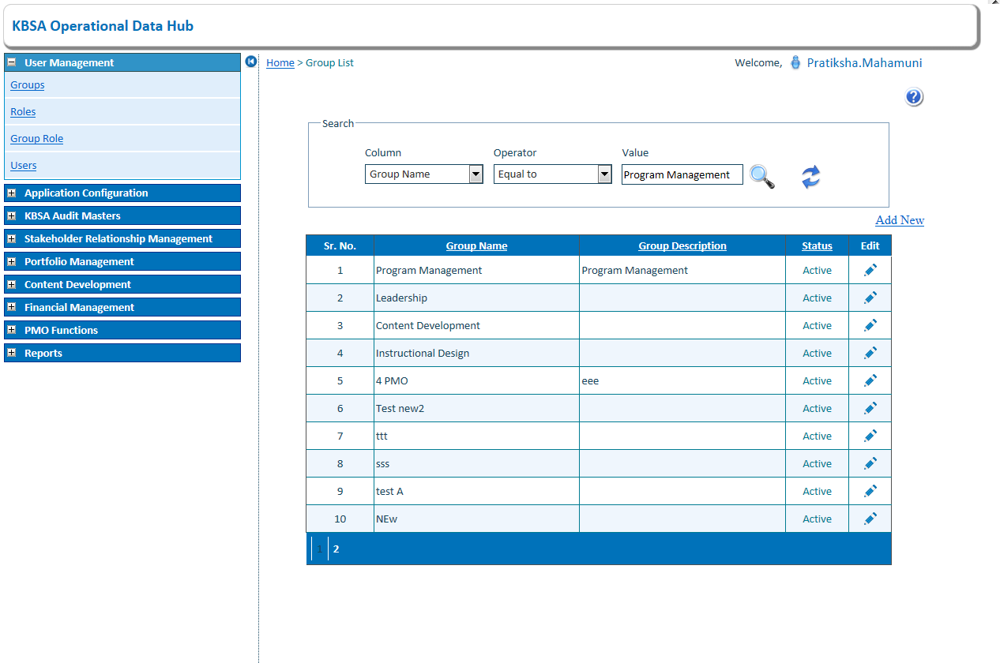 KBSA Operational Data Hub
User Management
Groups
Roles
Group Role
Users
Application Configuration
KBSA Audit Masters
Stakeholder Relationship Management
Portfolio Management
Content Development
Financial Management
PMO Functions
Reports
Home > Group List
Welcome, Pratiksha.Mahamuni
?
Search
Column Operator Value
Group Name Equal to Program Management
Add New
Sr. No. Group Name Group Description Status Edit
1 Program Management Program Management Active
2 Leadership Active
3 Content Development Active
4 Instructional Design Active
5 4 PMO eee Active
6 Test new2 Active
7 ttt Active
8 sss Active
9 test A Active
10 NEw Active
1 2